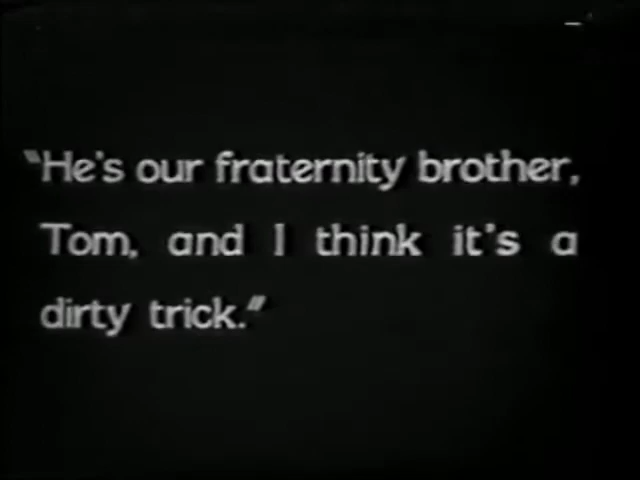 "He's our fraternity brother,
Tom, and I think it's a
dirty trick."